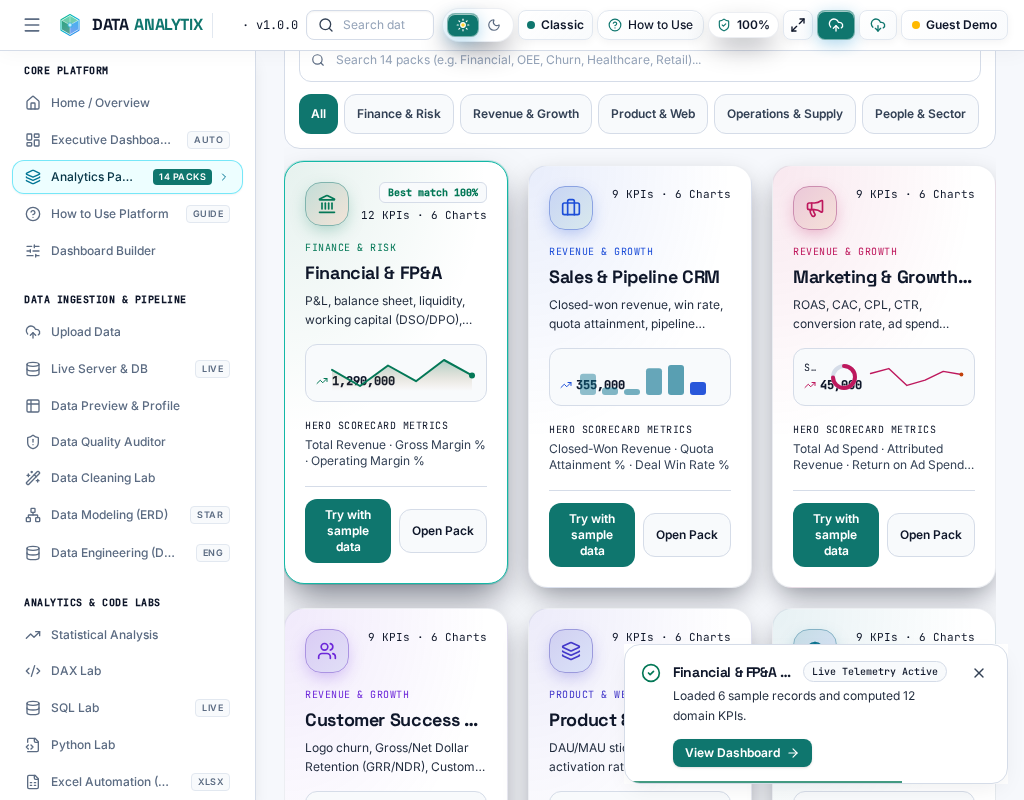 DATA ANALYTIX
· v1.0.0
Search dat
Classic
How to Use
100%
Guest Demo
CORE PLATFORM
Home / Overview
Executive Dashboa... AUTO
Analytics Pa... 14 PACKS
How to Use Platform GUIDE
Dashboard Builder
DATA INGESTION & PIPELINE
Upload Data
Live Server & DB LIVE
Data Preview & Profile
Data Quality Auditor
Data Cleaning Lab
Data Modeling (ERD) STAR
Data Engineering (D... ENG
ANALYTICS & CODE LABS
Statistical Analysis
DAX Lab
SQL Lab LIVE
Python Lab
Excel Automation (... XLSX
Search 14 packs (e.g. Financial, OEE, Churn, Healthcare, Retail)...
All
Finance & Risk
Revenue & Growth
Product & Web
Operations & Supply
People & Sector
Best match 100%
12 KPIs · 6 Charts
FINANCE & RISK
Financial & FP&A
P&L, balance sheet, liquidity,
working capital (DSO/DPO),...
1,290,000
HERO SCORECARD METRICS
Total Revenue · Gross Margin %
· Operating Margin %
Try with
sample
data
Open Pack
9 KPIs · 6 Charts
REVENUE & GROWTH
Sales & Pipeline CRM
Closed-won revenue, win rate,
quota attainment, pipeline...
355,000
HERO SCORECARD METRICS
Closed-Won Revenue · Quota
Attainment % · Deal Win Rate %
Try with
sample
data
Open Pack
9 KPIs · 6 Charts
REVENUE & GROWTH
Marketing & Growth...
ROAS, CAC, CPL, CTR,
conversion rate, ad spend...
S...
45,000
HERO SCORECARD METRICS
Total Ad Spend · Attributed
Revenue · Return on Ad Spend...
Try with
sample
data
Open Pack
9 KPIs · 6 Charts
REVENUE & GROWTH
Customer Success ...
Logo churn, Gross/Net Dollar
Retention (GRR/NDR), Custom...
9 KPIs · 6 Charts
PRODUCT & WE
Product &
DAU/MAU stic
activation rat
9 KPIs · 6 Charts
Financial & FP&A ... Live Telemetry Active
Loaded 6 sample records and computed 12
domain KPIs.
View Dashboard